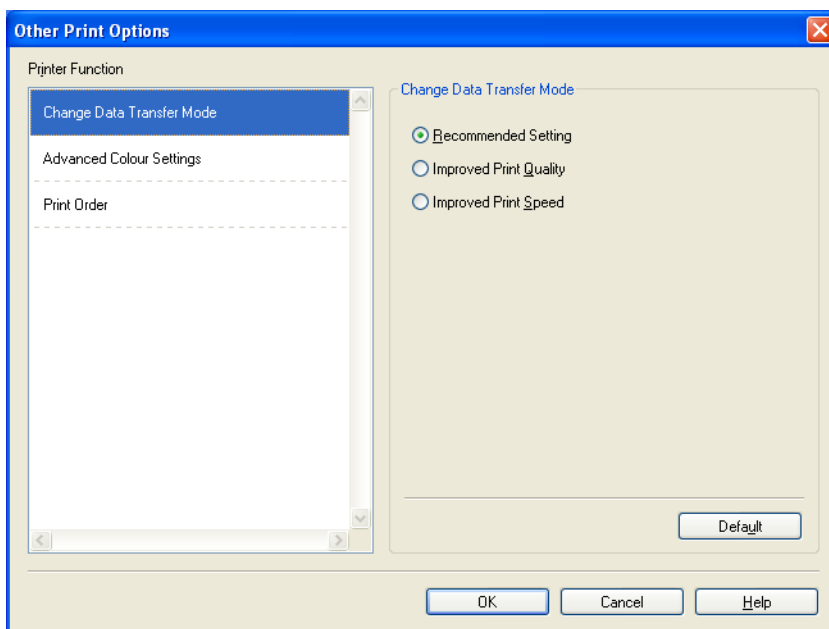 Other Print Options
Printer Function
Change Data Transfer Mode
Advanced Colour Settings
Print Order
Change Data Transfer Mode
Recommended Setting
Improved Print Quality
Improved Print Speed
Default
OK
Cancel
Help